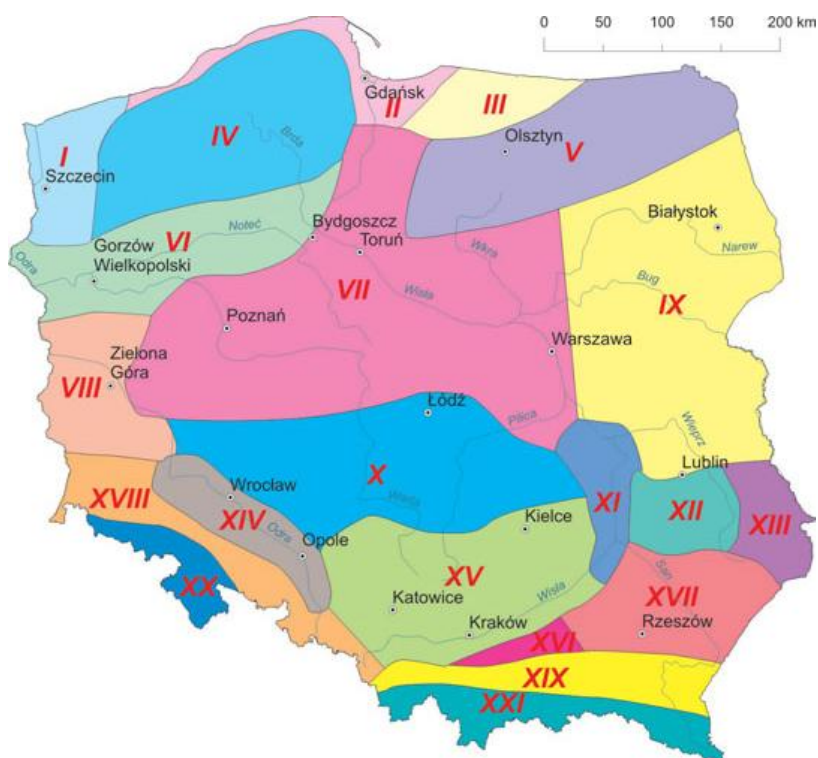 0 50 100 150 200 km
Gdańsk
II
III
I
IV
Brda
Olsztyn
V
Szczecin
Bydgoszcz
Toruń
Białystok
Narew
VI
Noteć
Gorzów
Wielkopolski
Odra
Wkra
Bug
VII
Wisła
IX
Poznań
Warszawa
Zielona
Góra
VIII
Łódź
Pilica
Wieprz
Lublin
X
XI
XII
XIII
XVIII
Wrocław
XIV
Odra
Warta
Kielce
Opole
XX
XV
San
XVII
Katowice
Wisła
Kraków
Rzeszów
XVI
XIX
XXI